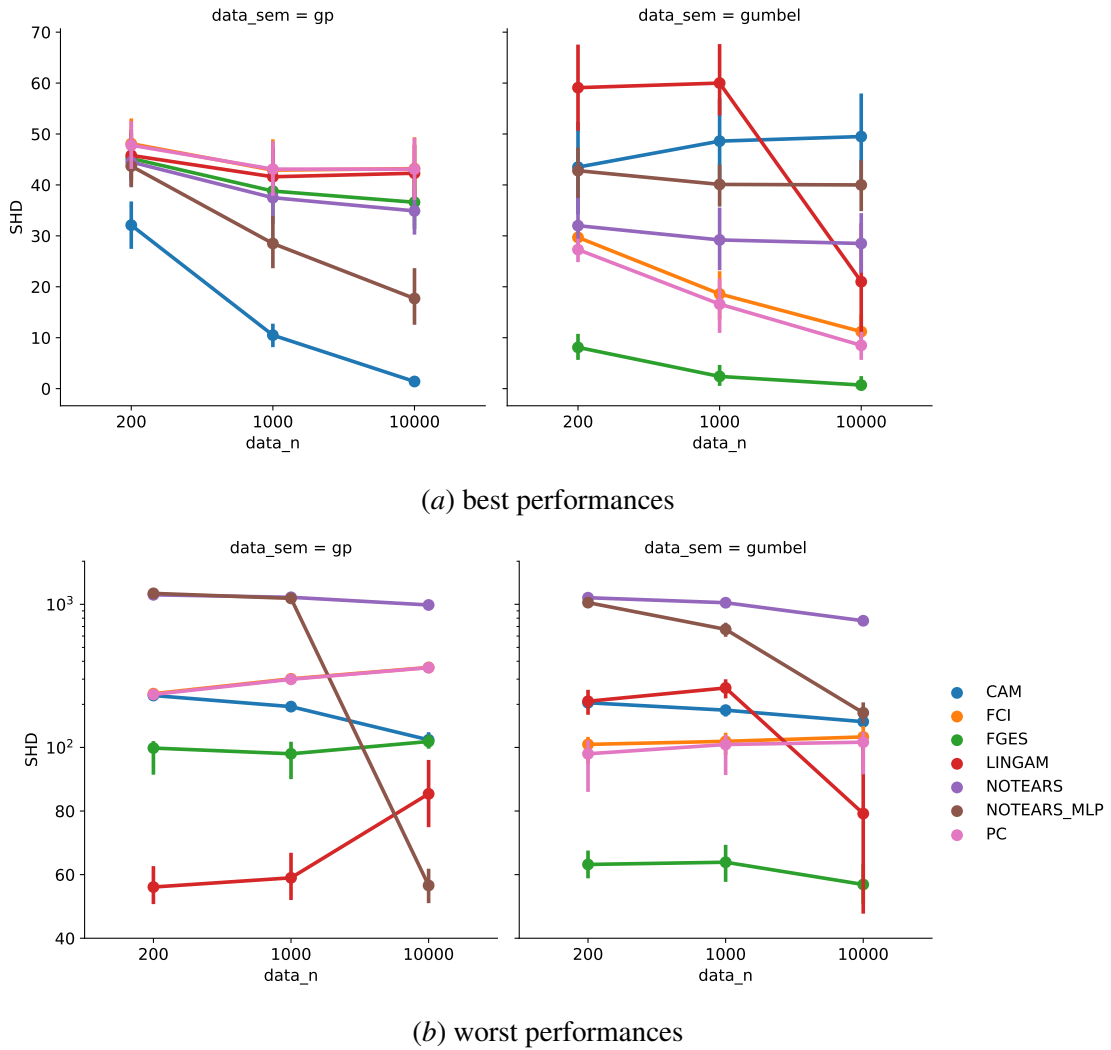 data_sem = gp
data_sem = gumbel
70
60
50
40
30
20
10
0
SHD
200
1000
10000
data_n
200
1000
10000
data_n
(a) best performances
data_sem = gp
data_sem = gumbel
10³
10²
80
60
40
SHD
200
1000
10000
data_n
200
1000
10000
data_n
CAM
FCI
FGES
LINGAM
NOTEARS
NOTEARS_MLP
PC
(b) worst performances